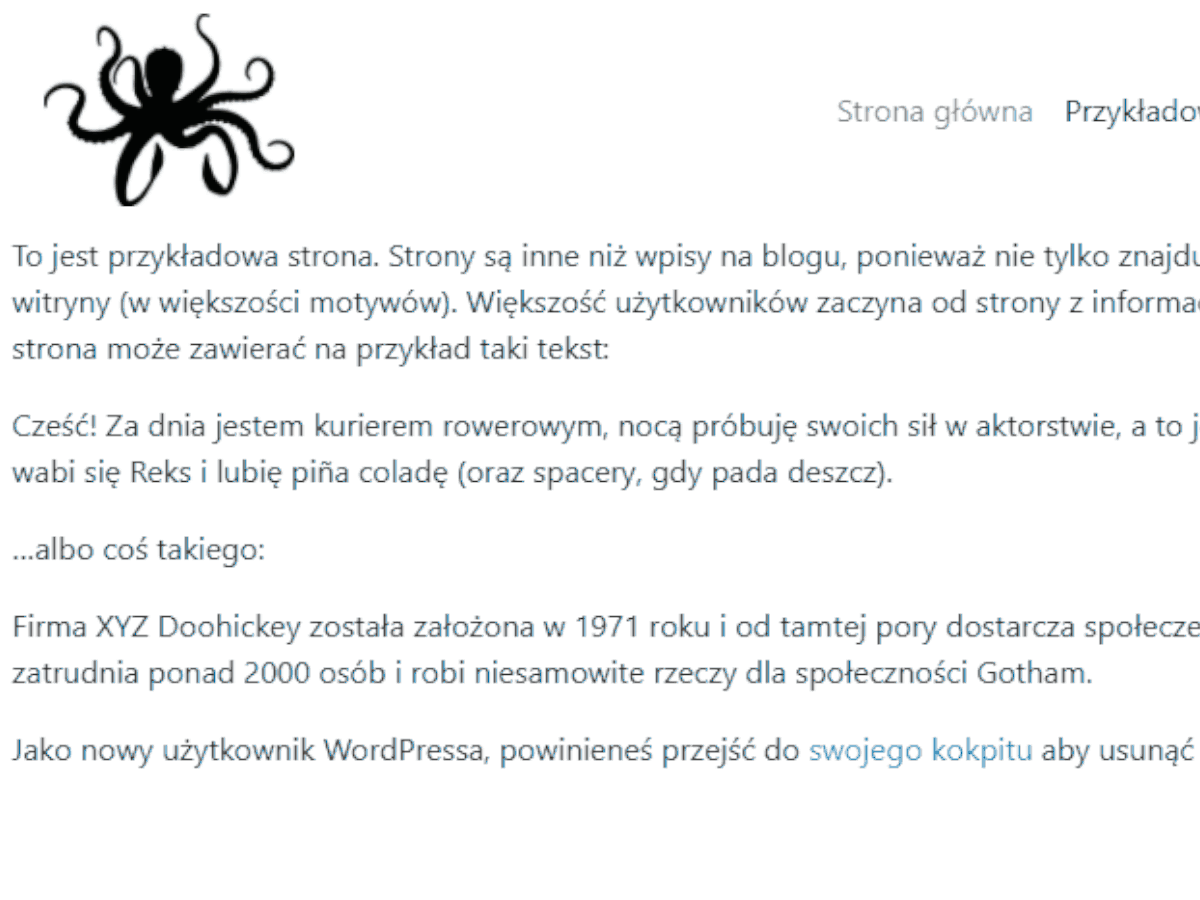 Strona główna Przykładow
To jest przykładowa strona. Strony są inne niż wpisy na blogu, ponieważ nie tylko znajdu
witryny (w większości motywów). Większość użytkowników zaczyna od strony z informac
strona może zawierać na przykład taki tekst:
Cześć! Za dnia jestem kurierem rowerowym, nocą próbuję swoich sił w aktorstwie, a to j
wabi się Reks i lubię piña coladę (oraz spacery, gdy pada deszcz).
...albo coś takiego:
Firma XYZ Doohickey została założona w 1971 roku i od tamtej pory dostarcza społecze
zatrudnia ponad 2000 osób i robi niesamowite rzeczy dla społeczności Gotham.
Jako nowy użytkownik WordPressa, powinieneś przejść do swojego kokpitu aby usunąć